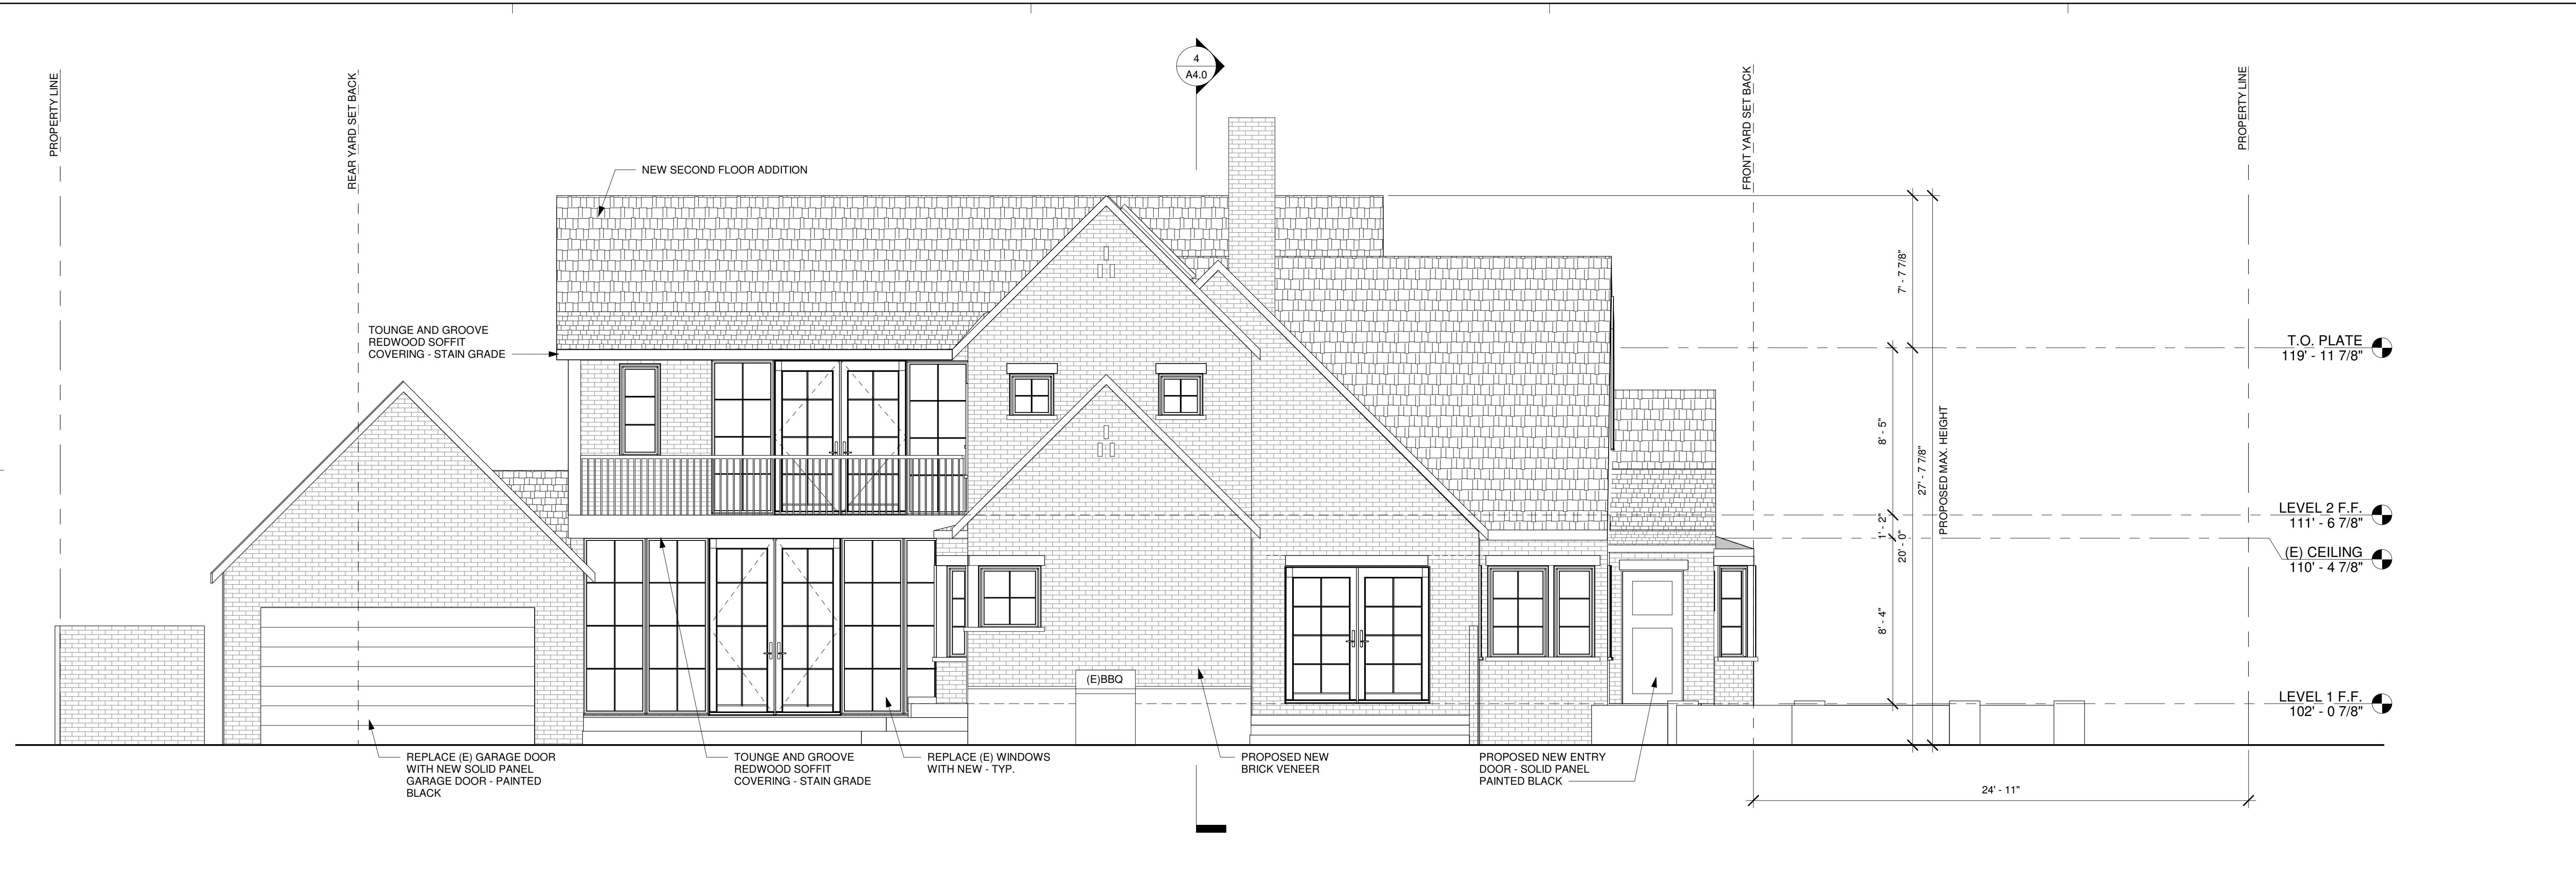 4
A4.0
PROPERTY LINE
REAR YARD SET BACK
FRONT YARD SET BACK
PROPERTY LINE
NEW SECOND FLOOR ADDITION
TOUNGE AND GROOVE
REDWOOD SOFFIT
COVERING - STAIN GRADE
7' - 7 7/8"
8' - 5"
27' - 7 7/8"
PROPOSED MAX. HEIGHT
1' - 2"
20' - 0"
8' - 4"
T.O. PLATE
119' - 11 7/8"
LEVEL 2 F.F.
111' - 6 7/8"
(E) CEILING
110' - 4 7/8"
LEVEL 1 F.F.
102' - 0 7/8"
(E)BBQ
REPLACE (E) GARAGE DOOR
WITH NEW SOLID PANEL
GARAGE DOOR - PAINTED
BLACK
TOUNGE AND GROOVE
REDWOOD SOFFIT
COVERING - STAIN GRADE
REPLACE (E) WINDOWS
WITH NEW - TYP.
PROPOSED NEW
BRICK VENEER
PROPOSED NEW ENTRY
DOOR - SOLID PANEL
PAINTED BLACK
24' - 11"